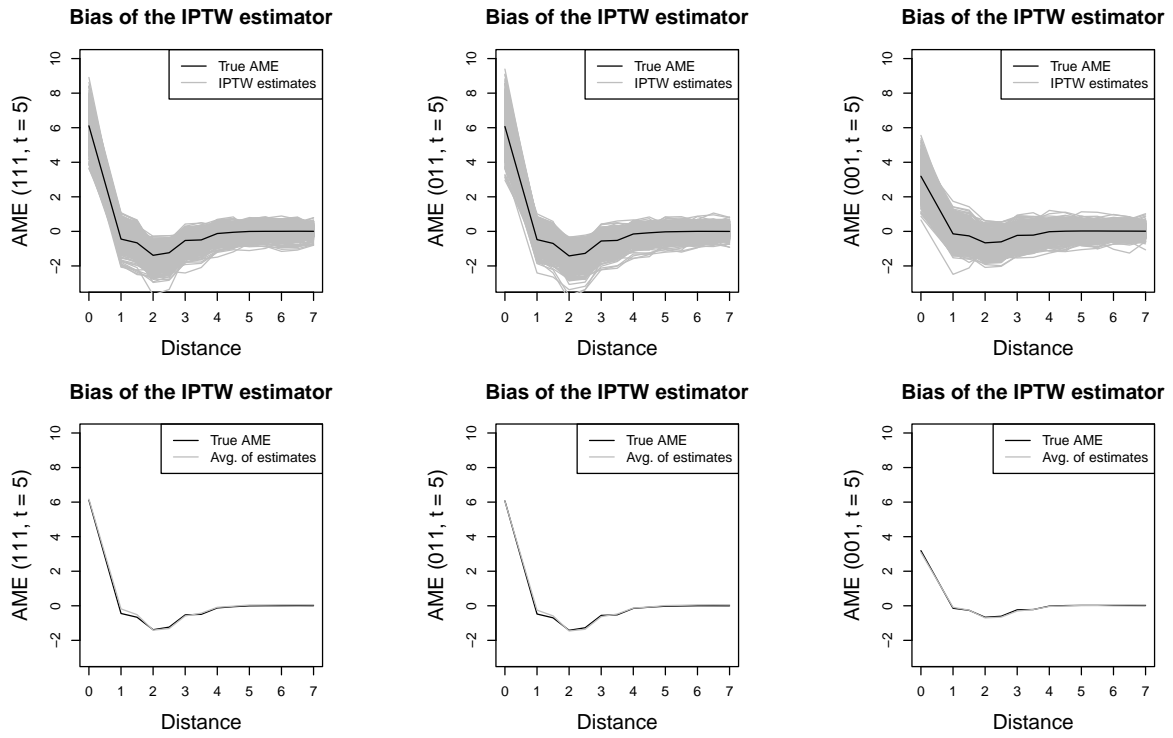 Bias of the IPTW estimator
AME (111, t = 5)
10
8
6
4
2
0
−2
True AME
IPTW estimates
0 1 2 3 4 5 6 7
Distance
Bias of the IPTW estimator
AME (011, t = 5)
10
8
6
4
2
0
−2
True AME
IPTW estimates
0 1 2 3 4 5 6 7
Distance
Bias of the IPTW estimator
AME (001, t = 5)
10
8
6
4
2
0
−2
True AME
IPTW estimates
0 1 2 3 4 5 6 7
Distance
Bias of the IPTW estimator
AME (111, t = 5)
10
8
6
4
2
0
−2
True AME
Avg. of estimates
0 1 2 3 4 5 6 7
Distance
Bias of the IPTW estimator
AME (011, t = 5)
10
8
6
4
2
0
−2
True AME
Avg. of estimates
0 1 2 3 4 5 6 7
Distance
Bias of the IPTW estimator
AME (001, t = 5)
10
8
6
4
2
0
−2
True AME
Avg. of estimates
0 1 2 3 4 5 6 7
Distance